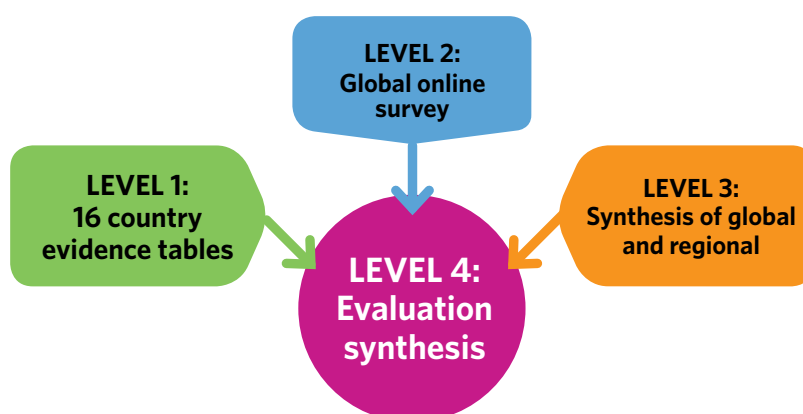 LEVEL 2:
Global online
survey
LEVEL 1:
16 country
evidence tables
LEVEL 3:
Synthesis of global
and regional
LEVEL 4:
Evaluation
synthesis